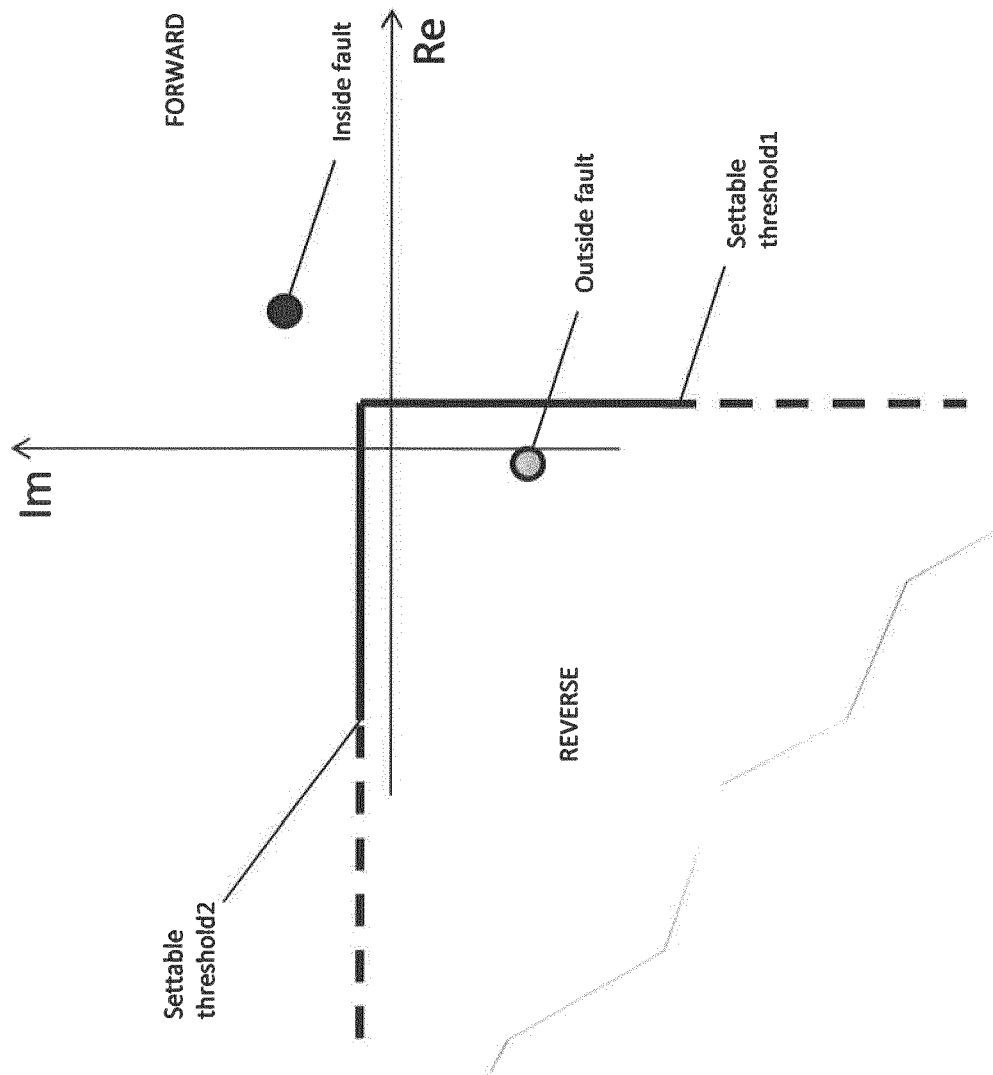 Im
FORWARD
Inside fault
Re
Outside fault
Settable
threshold1
Settable
threshold2
REVERSE